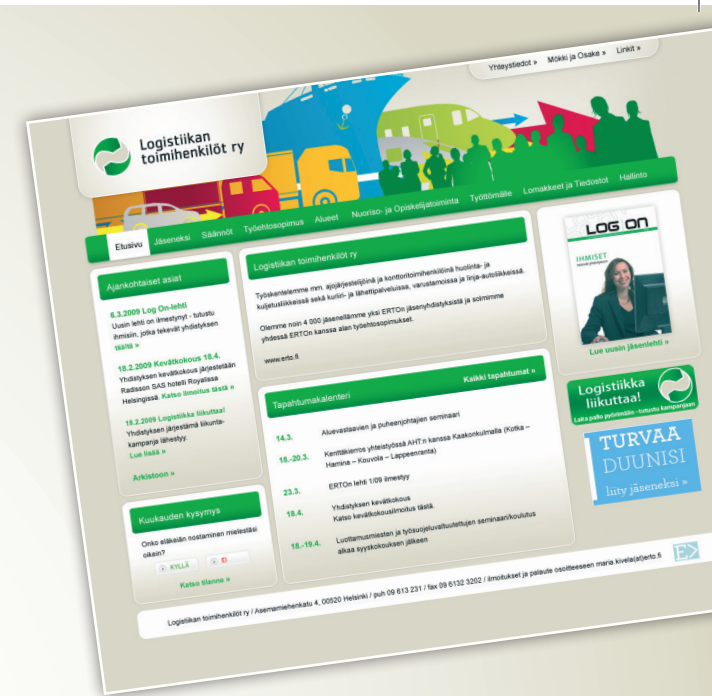 Yhteystiedot »   Mökki ja Osake »   Linkit »
Logistiikan
toimihenkilöt ry
Etusivu   Jäseneksi   Säännöt   Työehtosopimus   Alueet   Nuoriso- ja Opiskelijatoiminta   Työttömälle   Lomakkeet ja Tiedostot   Hallinto
Ajankohtaiset asiat
6.3.2009 Log On-lehti
Uusin lehti on ilmestynyt - tutustu
ihmisiin, jotka tekevät yhdistyksen
täältä »
18.2.2009 Kevätkokous 18.4.
Yhdistyksen kevätkokous järjestetään
Radisson SAS hotelli Royalissa
Helsingissä. Katso ilmoitus tästä »
18.2.2009 Logistiikka liikuttaa!
Yhdistyksen järjestämä liikunta-
kampanja lähestyy.
Lue lisää »
Arkistoon »
Kuukauden kysymys
Onko eläkeiän nostaminen mielestäsi
oikein?
KYLLÄ   EI
Katso tilanne »
Logistiikan toimihenkilöt ry
Työskentelemme mm. ajojärjestelijöinä ja konttoritoimihenkilöinä huolinta- ja
kuljetusliikkeissä sekä kuriiri- ja lähettipalveluissa, varustamoissa ja linja-autoliikkeissä.
Olemme noin 4 000 jäsenellämme yksi ERTOn jäsenyhdistyksistä ja solmimme
yhdessä ERTOn kanssa alan työehtosopimukset.
www.erto.fi
Tapahtumakalenteri   Kaikki tapahtumat »
14.3.   Aluevastaavien ja puheenjohtajien seminaari
18.-20.3.   Kenttäkierros yhteistyössä AHT:n kanssa Kaakonkulmalla (Kotka –
Hamina – Kouvola – Lappeenranta)
23.3.   ERTOn lehti 1/09 ilmestyy
18.4.   Yhdistyksen kevätkokous
Katso kevätkokousilmoitus tästä.
18.-19.4.   Luottamusmiesten ja työsuojeluvaltuutettujen seminaari/koulutus
alkaa syyskokouksen jälkeen
LOG ON
IHMISET
Lue uusin jäsenlehti »
Logistiikka
liikuttaa!
Laita pallo pyörimään - tutustu kampanjaan
TURVAA
DUUNISI
liity jäseneksi »
Logistiikan toimihenkilöt ry / Asemamiehenkatu 4, 00520 Helsinki / puh 09 613 231 / fax 09 6132 3202 / ilmoitukset ja palaute osoitteeseen maria.kivela(at)erto.fi
E>